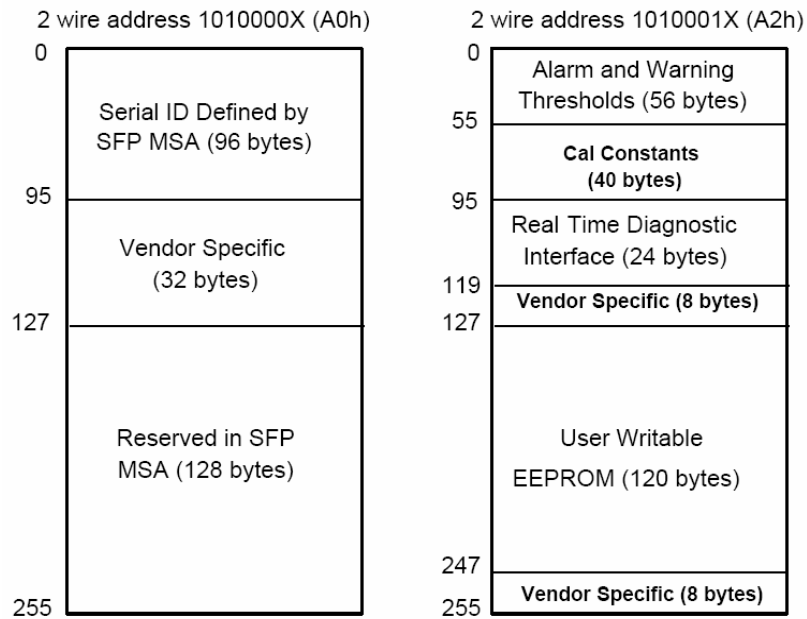 2 wire address 1010000X (A0h)
0
Serial ID Defined by
SFP MSA (96 bytes)
95
Vendor Specific
(32 bytes)
127
Reserved in SFP
MSA (128 bytes)
255
2 wire address 1010001X (A2h)
0
Alarm and Warning
Thresholds (56 bytes)
55
Cal Constants
(40 bytes)
95
Real Time Diagnostic
Interface (24 bytes)
119
Vendor Specific (8 bytes)
127
User Writable
EEPROM (120 bytes)
247
Vendor Specific (8 bytes)
255